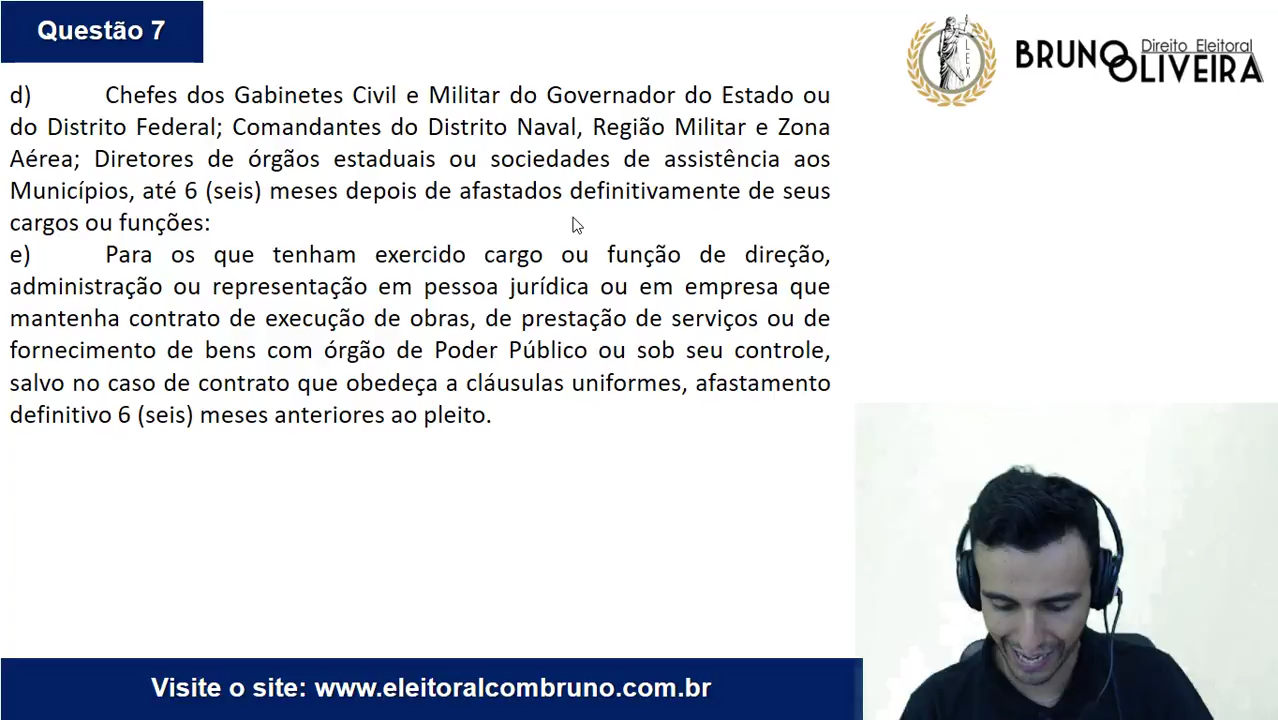 Questão 7
LEX
BRUNO
Direito Eleitoral
OLIVEIRA
d) Chefes dos Gabinetes Civil e Militar do Governador do Estado ou
do Distrito Federal; Comandantes do Distrito Naval, Região Militar e Zona
Aérea; Diretores de órgãos estaduais ou sociedades de assistência aos
Municípios, até 6 (seis) meses depois de afastados definitivamente de seus
cargos ou funções:
e) Para os que tenham exercido cargo ou função de direção,
administração ou representação em pessoa jurídica ou em empresa que
mantenha contrato de execução de obras, de prestação de serviços ou de
fornecimento de bens com órgão de Poder Público ou sob seu controle,
salvo no caso de contrato que obedeça a cláusulas uniformes, afastamento
definitivo 6 (seis) meses anteriores ao pleito.
Visite o site: www.eleitoralcombruno.com.br